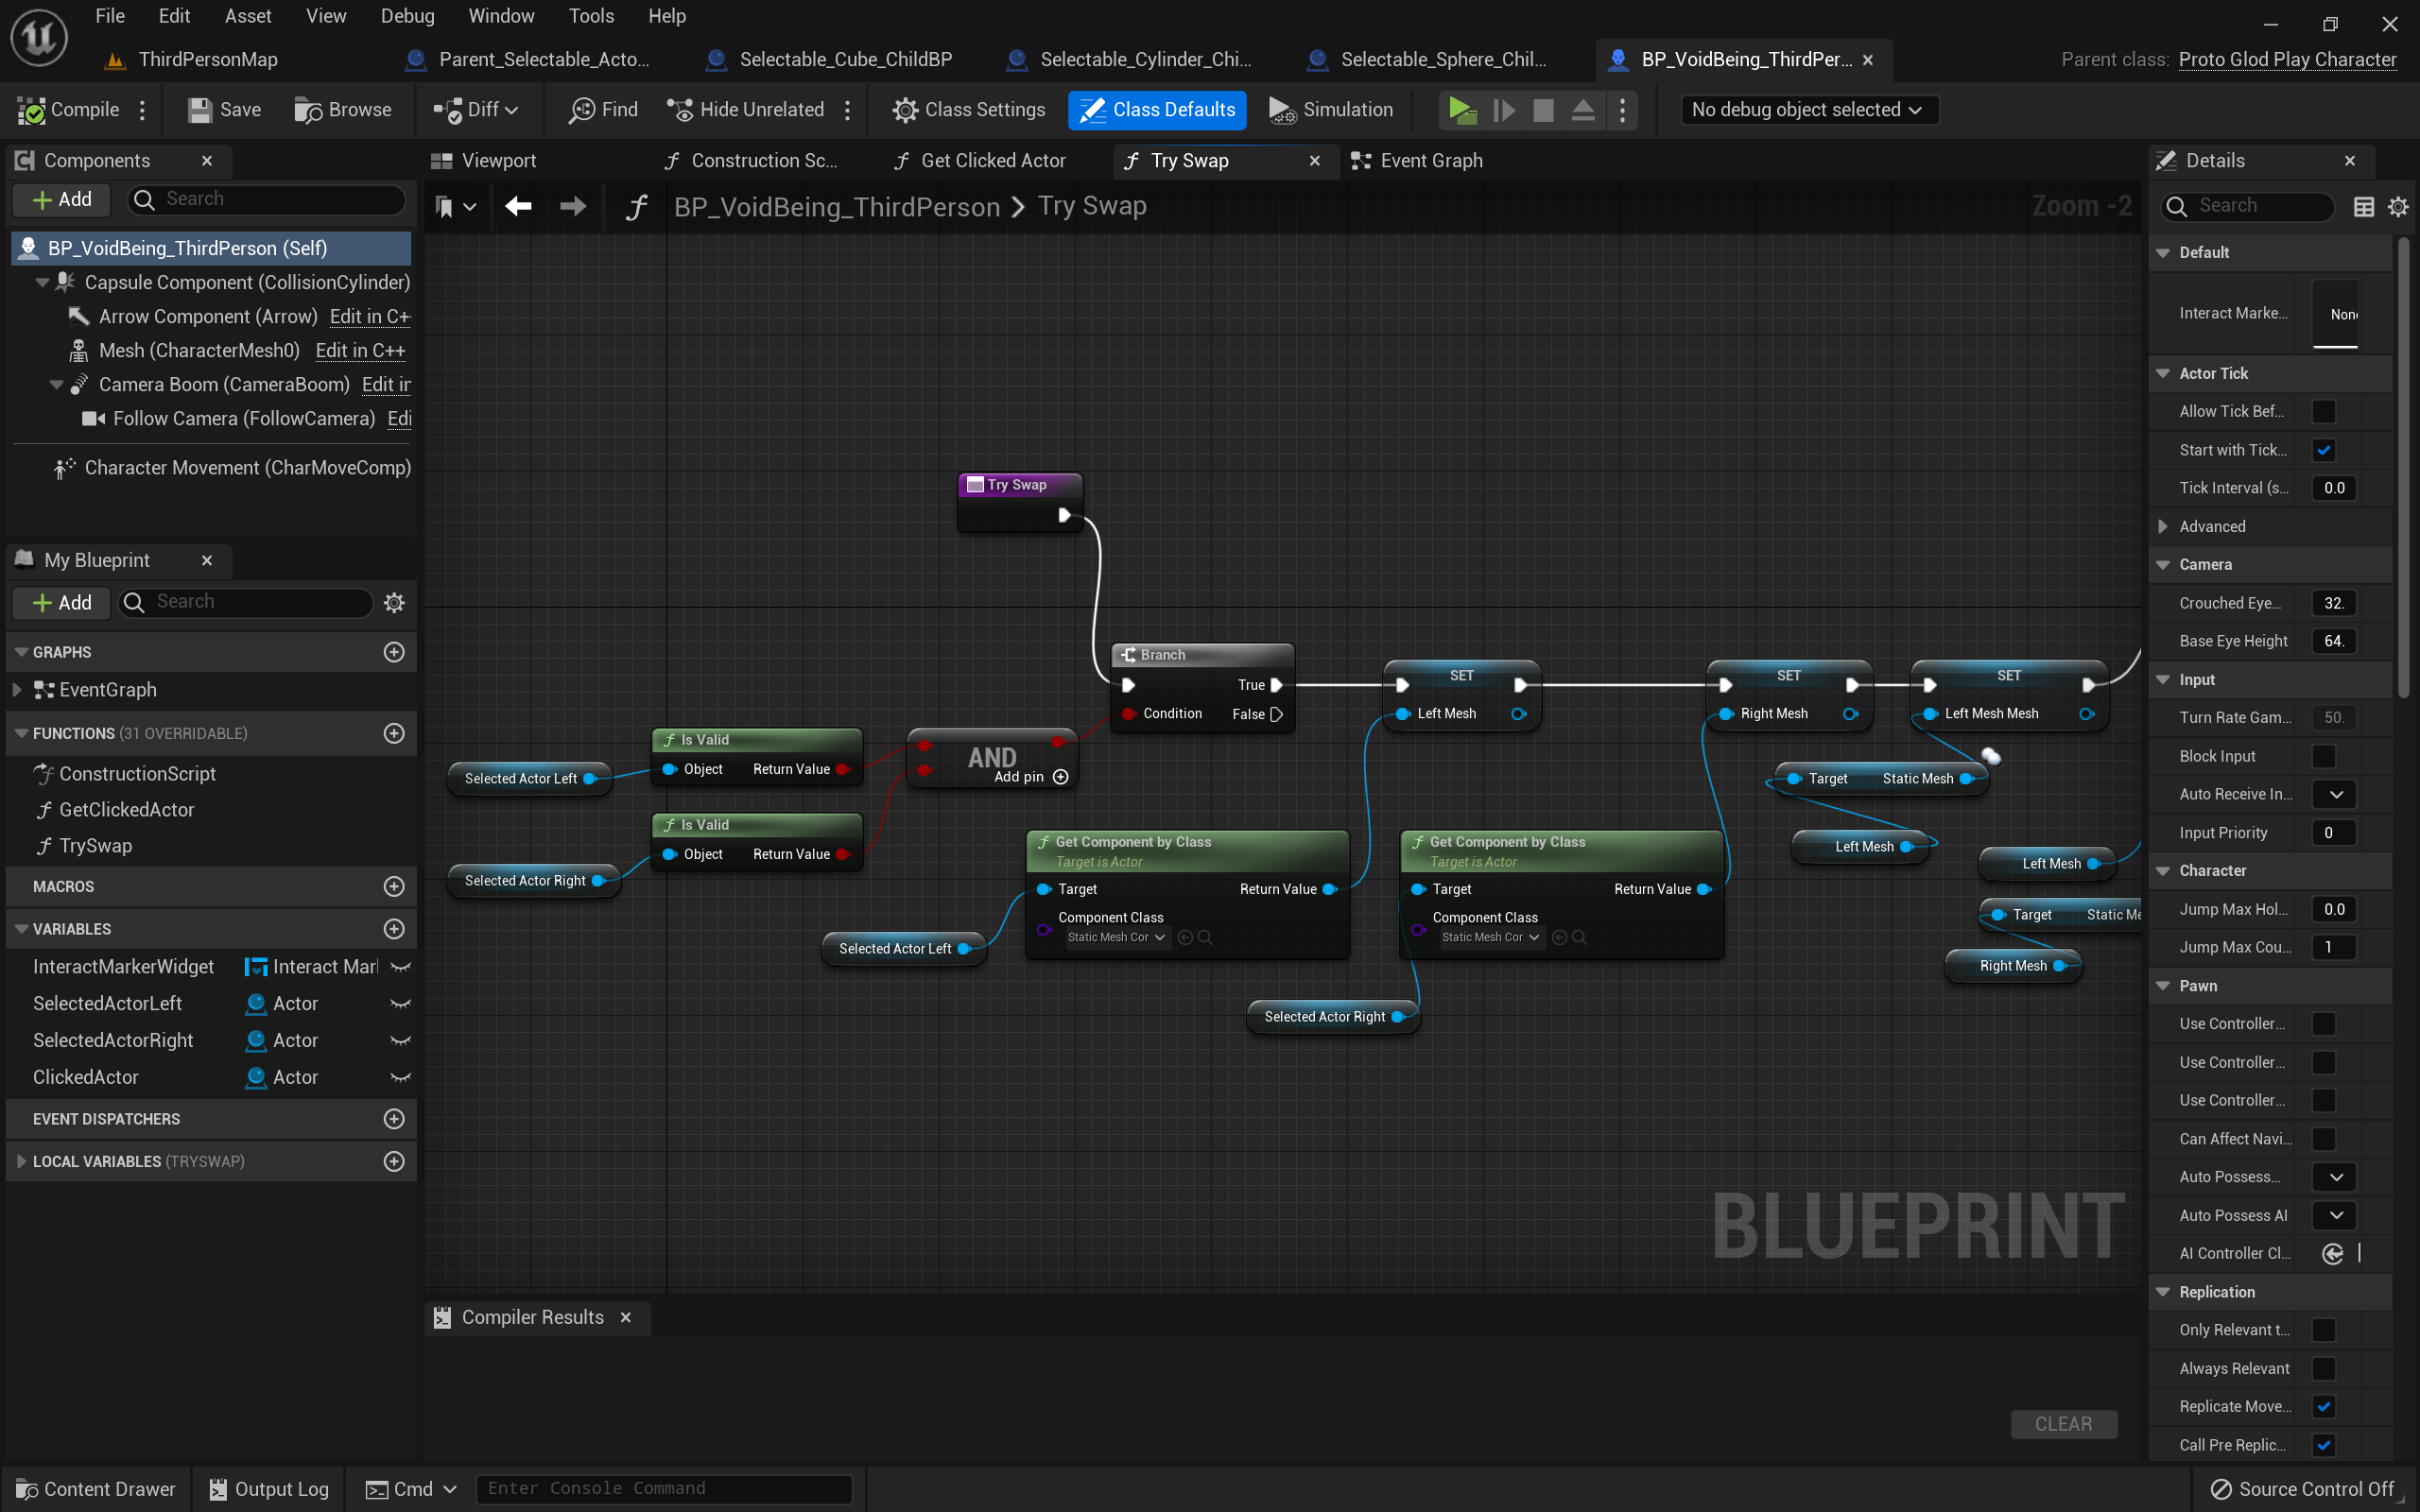 File Edit Asset View Debug Window Tools Help
ThirdPersonMap
Parent_Selectable_Acto...
Selectable_Cube_ChildBP
Selectable_Cylinder_Chi...
Selectable_Sphere_Chil...
BP_VoidBeing_ThirdPer...
Parent class: Proto Glod Play Character
Compile
Save
Browse
Diff
Find
Hide Unrelated
Class Settings
Class Defaults
Simulation
No debug object selected
Components
Add
Search
BP_VoidBeing_ThirdPerson (Self)
Capsule Component (CollisionCylinder)
Arrow Component (Arrow) Edit in C+
Mesh (CharacterMesh0) Edit in C++
Camera Boom (CameraBoom) Edit in
Follow Camera (FollowCamera) Edi
Character Movement (CharMoveComp)
My Blueprint
Add
Search
GRAPHS
EventGraph
FUNCTIONS (31 OVERRIDABLE)
ConstructionScript
GetClickedActor
TrySwap
MACROS
VARIABLES
InteractMarkerWidget Interact Mar
SelectedActorLeft Actor
SelectedActorRight Actor
ClickedActor Actor
EVENT DISPATCHERS
LOCAL VARIABLES (TRYSWAP)
Viewport
Construction Sc...
Get Clicked Actor
Try Swap
Event Graph
BP_VoidBeing_ThirdPerson > Try Swap
Zoom -2
Try Swap
Branch
True
Condition False
SET
Left Mesh
SET
Right Mesh
SET
Left Mesh Mesh
Is Valid
Object Return Value
Selected Actor Left
AND
Add pin
Is Valid
Object Return Value
Selected Actor Right
Target Static Mesh
Left Mesh
Left Mesh
Target Static Me
Right Mesh
Get Component by Class
Target is Actor
Target Return Value
Component Class
Static Mesh Cor
Selected Actor Left
Get Component by Class
Target is Actor
Target Return Value
Component Class
Static Mesh Cor
Selected Actor Right
BLUEPRINT
Compiler Results
CLEAR
Details
Search
Default
Interact Marke... Non
Actor Tick
Allow Tick Bef...
Start with Tick...
Tick Interval (s... 0.0
Advanced
Camera
Crouched Eye... 32.
Base Eye Height 64.
Input
Turn Rate Gam... 50.
Block Input
Auto Receive In...
Input Priority 0
Character
Jump Max Hol... 0.0
Jump Max Cou... 1
Pawn
Use Controller...
Use Controller...
Use Controller...
Can Affect Navi...
Auto Possess...
Auto Possess AI
AI Controller Cl...
Replication
Only Relevant t...
Always Relevant
Replicate Move...
Call Pre Replic...
Content Drawer
Output Log
Cmd
Enter Console Command
Source Control Off